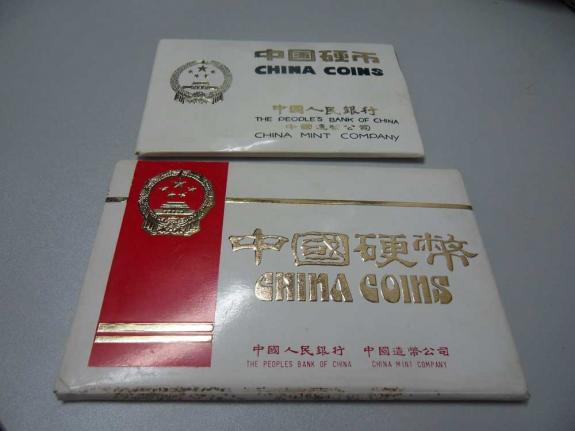 中國硬币
CHINA COINS
中國人民銀行
THE PEOPLE'S BANK OF CHINA
中國造幣公司
CHINA MINT COMPANY
中國硬幣
CHINA COINS
中國人民銀行 中國造幣公司
THE PEOPLES BANK OF CHINA CHINA MINT COMPANY